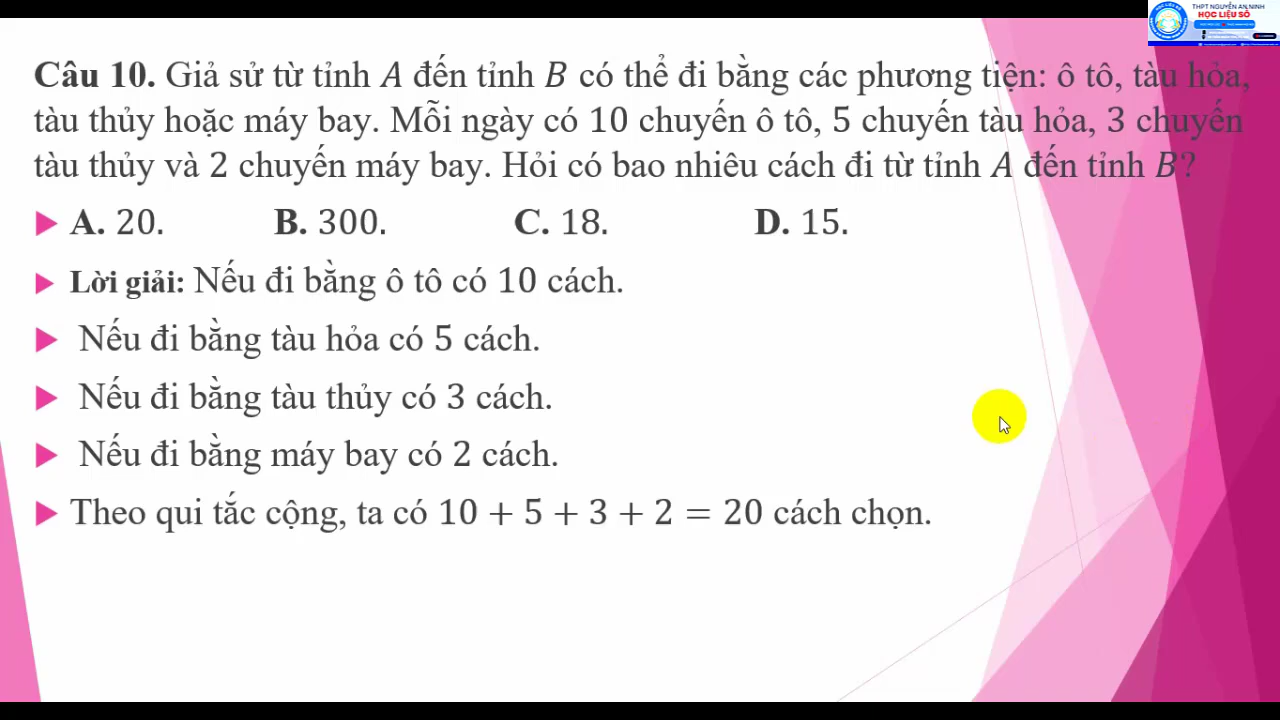 THPT NGUYỄN AN NINH
HỌC LIỆU SỐ
Câu 10. Giả sử từ tỉnh A đến tỉnh B có thể đi bằng các phương tiện: ô tô, tàu hỏa,
tàu thủy hoặc máy bay. Mỗi ngày có 10 chuyến ô tô, 5 chuyến tàu hỏa, 3 chuyến
tàu thủy và 2 chuyến máy bay. Hỏi có bao nhiêu cách đi từ tỉnh A đến tỉnh B?
A. 20. B. 300. C. 18. D. 15.
Lời giải: Nếu đi bằng ô tô có 10 cách.
Nếu đi bằng tàu hỏa có 5 cách.
Nếu đi bằng tàu thủy có 3 cách.
Nếu đi bằng máy bay có 2 cách.
Theo qui tắc cộng, ta có 10 + 5 + 3 + 2 = 20 cách chọn.